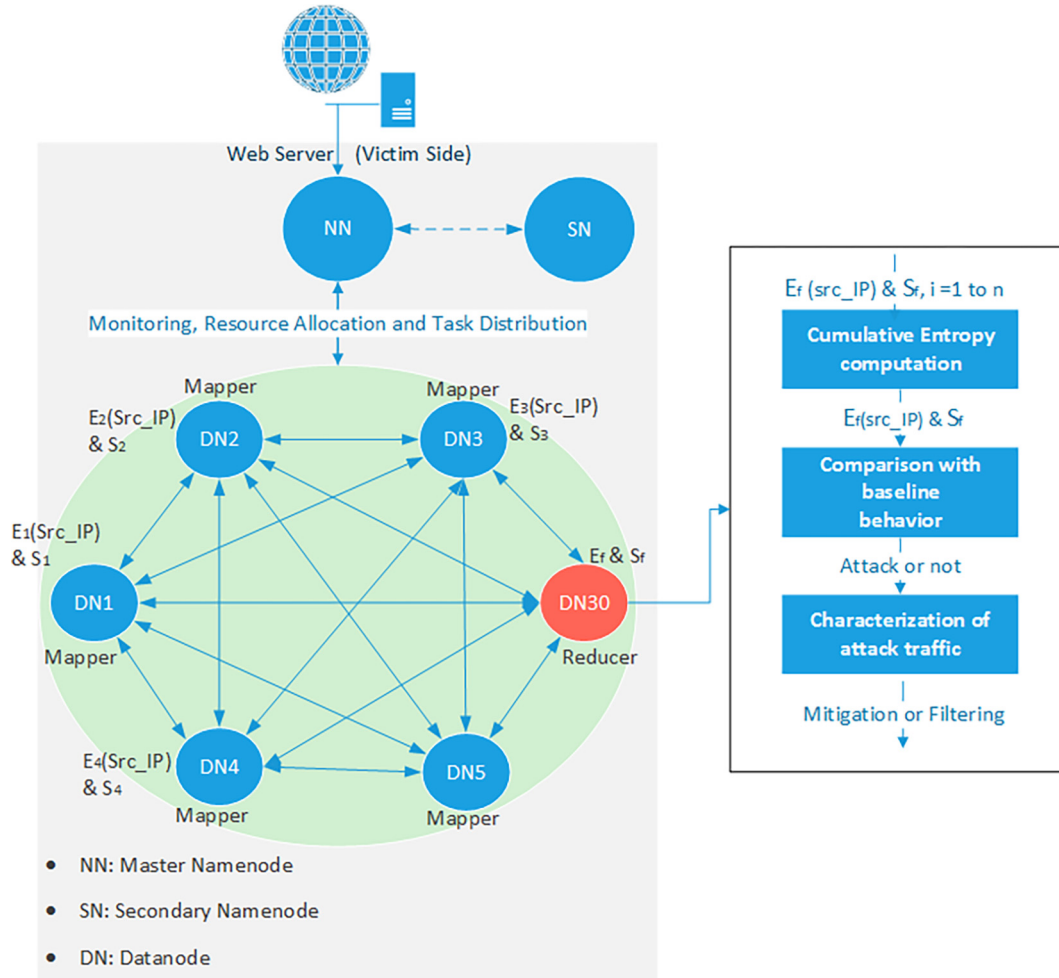 Web Server (Victim Side)
NN
SN
Monitoring, Resource Allocation and Task Distribution
Mapper
Mapper
E₂(Src_IP)
& S₂
DN2
DN3
E₃(Src_IP)
& S₃
E₁(Src_IP)
& S₁
DN1
Mapper
Ef & Sf
DN30
Reducer
E₄(Src_IP)
& S₄
DN4
Mapper
DN5
Mapper
• NN: Master Namenode
• SN: Secondary Namenode
• DN: Datanode
Ef (src_IP) & Sf, i =1 to n
Cumulative Entropy
computation
Ef(src_IP) & Sf
Comparison with
baseline
behavior
Attack or not
Characterization of
attack traffic
Mitigation or Filtering